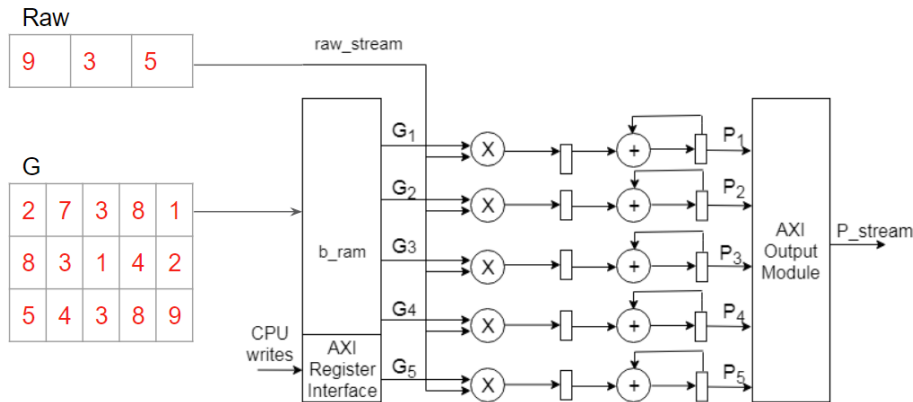 Raw
9 3 5
raw_stream
G
2 7 3 8 1
8 3 1 4 2
5 4 3 8 9
b_ram
CPU
writes
AXI
Register
Interface
G1
G2
G3
G4
G5
X
X
X
X
X
+
+
+
+
+
P1
P2
P3
P4
P5
AXI
Output
Module
P_stream